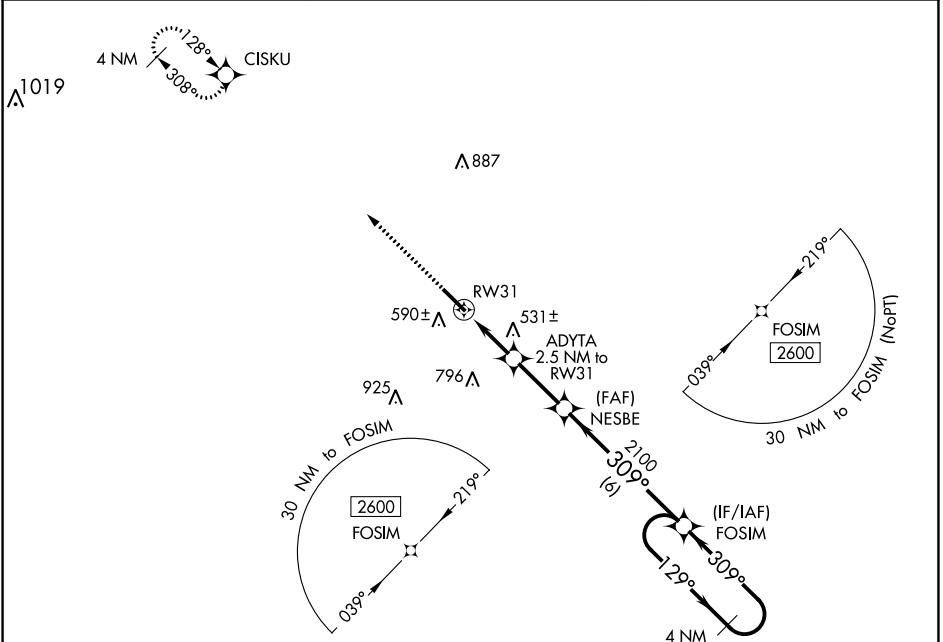 4 NM
128°
308°
CISKU
1019
887
RW31
590±
531±
ADYTA
2.5 NM to
RW31
796
925
(FAF)
NESBE
2100
309°
(6)
(IF/IAF)
FOSIM
309°
129°
4 NM
219°
039°
FOSIM
2600
30 NM to FOSIM (NoPT)
30 NM to FOSIM
2600
FOSIM
219°
039°